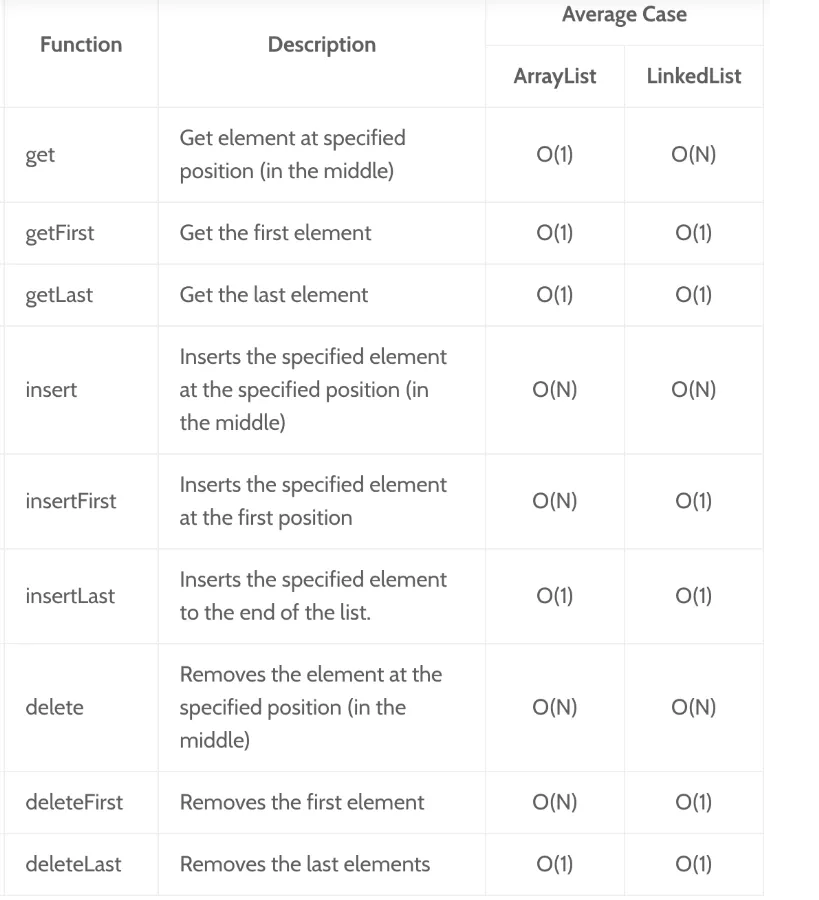 Average Case
Function Description
ArrayList LinkedList
get
Get element at specified
position (in the middle)
O(1) O(N)
getFirst Get the first element O(1) O(1)
getLast Get the last element O(1) O(1)
insert
Inserts the specified element
at the specified position (in
the middle)
O(N) O(N)
insertFirst
Inserts the specified element
at the first position
O(N) O(1)
insertLast
Inserts the specified element
to the end of the list.
O(1) O(1)
delete
Removes the element at the
specified position (in the
middle)
O(N) O(N)
deleteFirst Removes the first element O(N) O(1)
deleteLast Removes the last elements O(1) O(1)